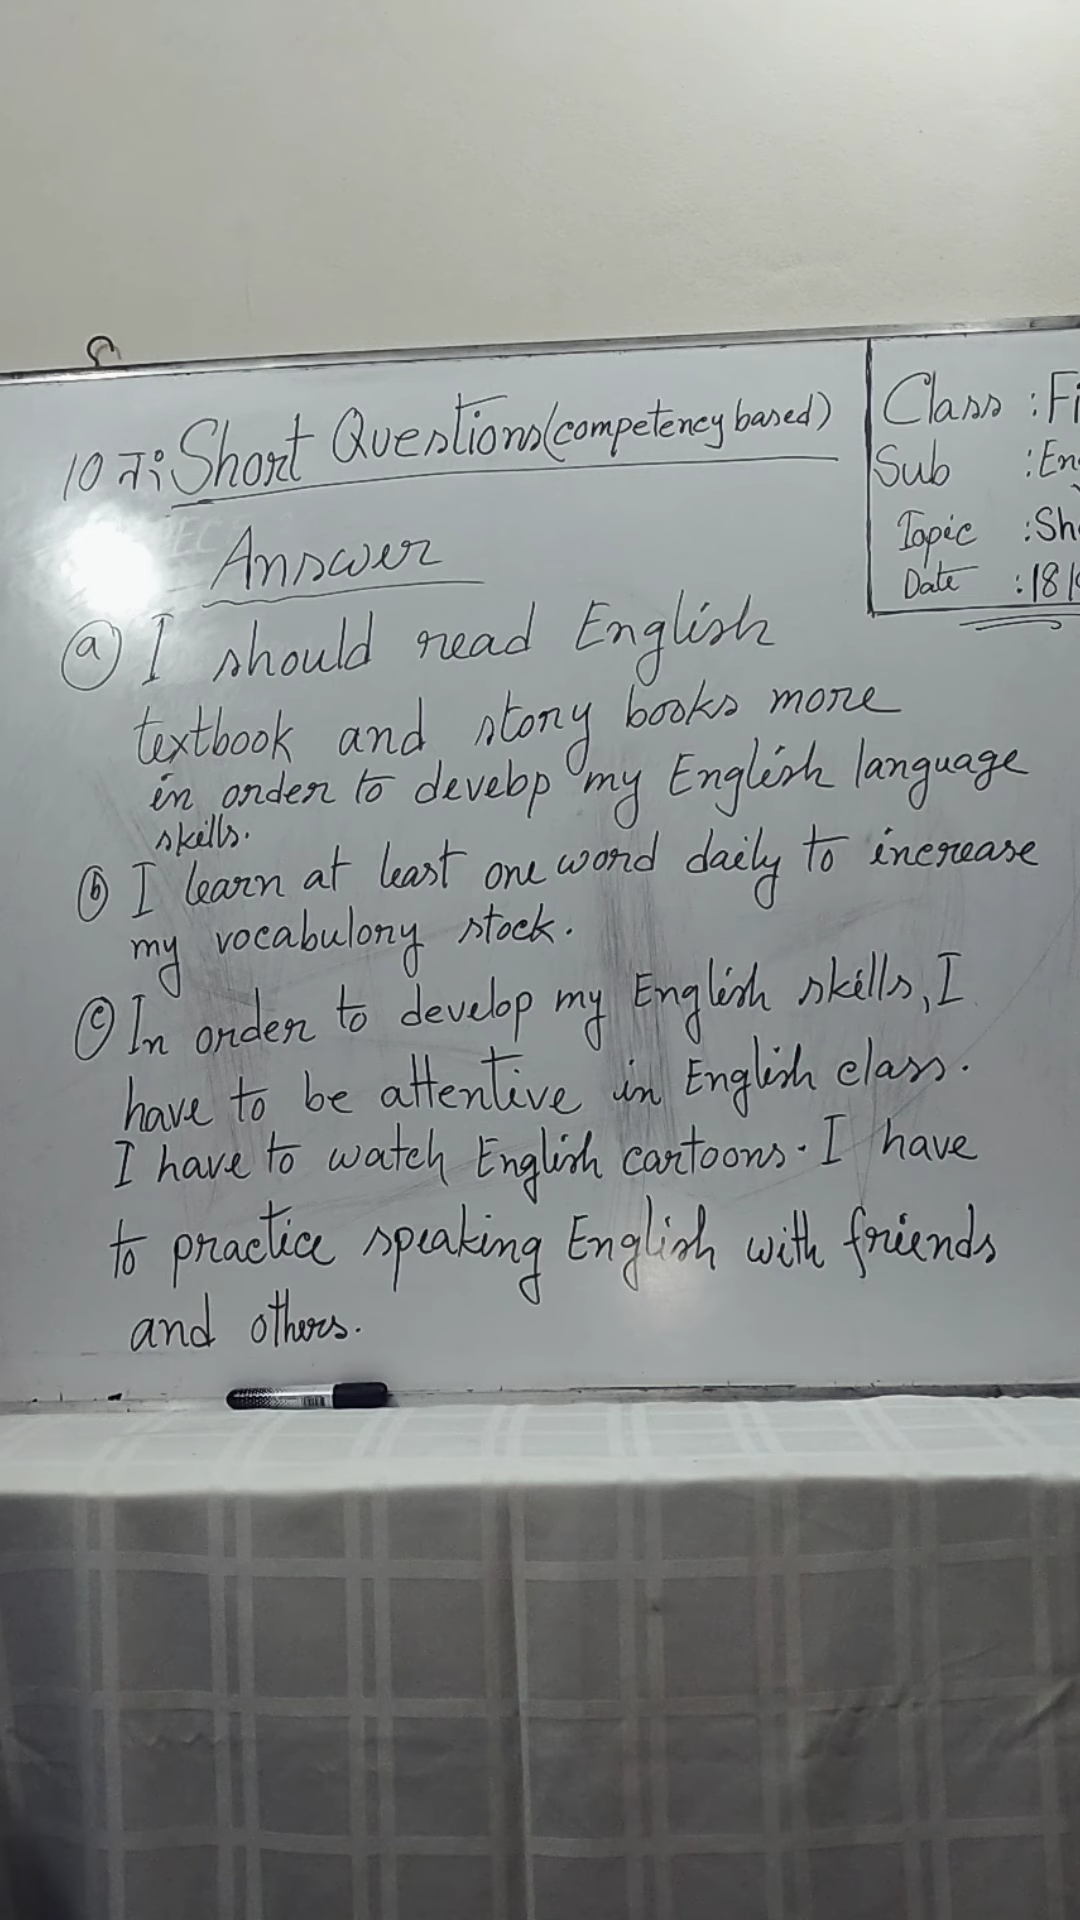 10 নং Short Questions (competency based)
Answer
Class : Fi
Sub : En
Topic : Sh
Date : 18/
ⓐ I should read English
textbook and story books more
in order to develop my English language
skills.
ⓑ I learn at least one word daily to increase
my vocabulory stock.
ⓒ In order to develop my English skills, I
have to be attentive in English class.
I have to watch English cartoons. I have
to practice speaking English with friends
and others.